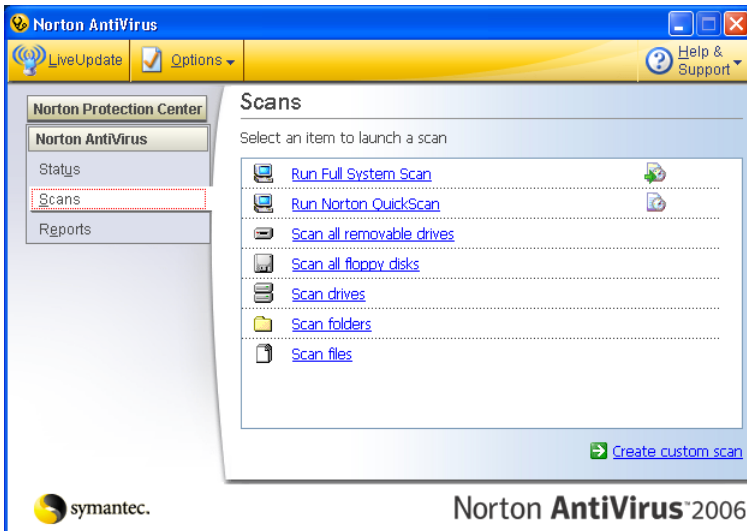 Norton AntiVirus
LiveUpdate
Options
Help & Support
Norton Protection Center
Norton AntiVirus
Status
Scans
Reports
Scans
Select an item to launch a scan
Run Full System Scan
Run Norton QuickScan
Scan all removable drives
Scan all floppy disks
Scan drives
Scan folders
Scan files
Create custom scan
symantec.
Norton AntiVirus™2006